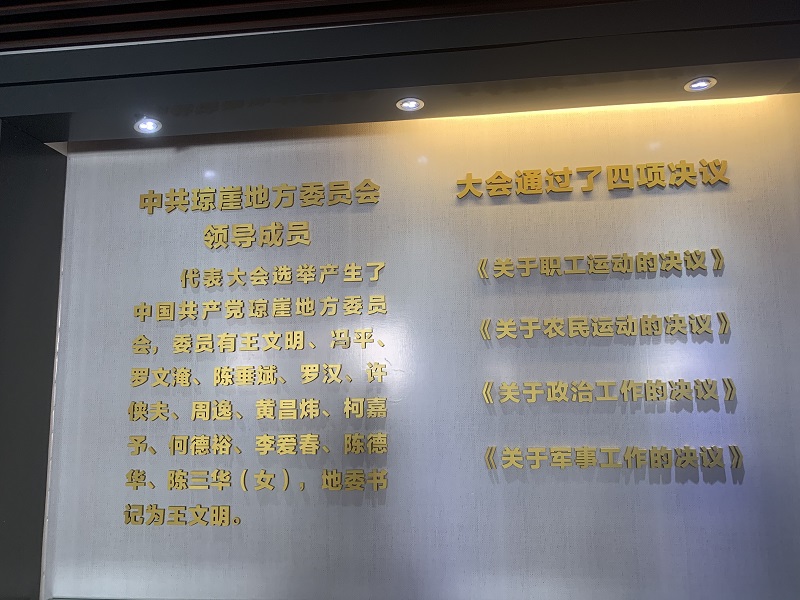 中共琼崖地方委员会
领导成员
代表大会选举产生了
中国共产党琼崖地方委员
会，委员有王文明、冯平、
罗文淹、陈垂斌、罗汉、许
侠夫、周逸、黄昌炜、柯嘉
予、何德裕、李爱春、陈德
华、陈三华（女），地委书
记为王文明。
大会通过了四项决议
《关于职工运动的决议》
《关于农民运动的决议》
《关于政治工作的决议》
《关于军事工作的决议》